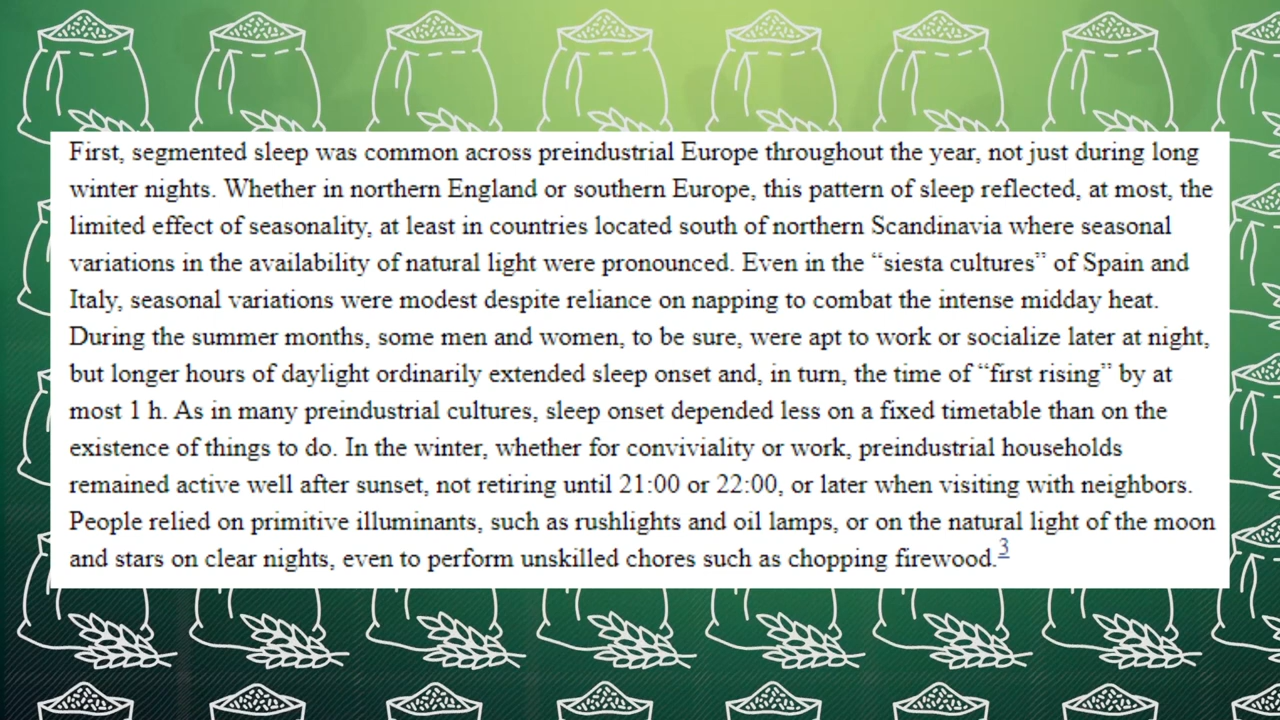 First, segmented sleep was common across preindustrial Europe throughout the year, not just during long
winter nights. Whether in northern England or southern Europe, this pattern of sleep reflected, at most, the
limited effect of seasonality, at least in countries located south of northern Scandinavia where seasonal
variations in the availability of natural light were pronounced. Even in the “siesta cultures” of Spain and
Italy, seasonal variations were modest despite reliance on napping to combat the intense midday heat.
During the summer months, some men and women, to be sure, were apt to work or socialize later at night,
but longer hours of daylight ordinarily extended sleep onset and, in turn, the time of “first rising” by at
most 1 h. As in many preindustrial cultures, sleep onset depended less on a fixed timetable than on the
existence of things to do. In the winter, whether for conviviality or work, preindustrial households
remained active well after sunset, not retiring until 21:00 or 22:00, or later when visiting with neighbors.
People relied on primitive illuminants, such as rushlights and oil lamps, or on the natural light of the moon
and stars on clear nights, even to perform unskilled chores such as chopping firewood.3